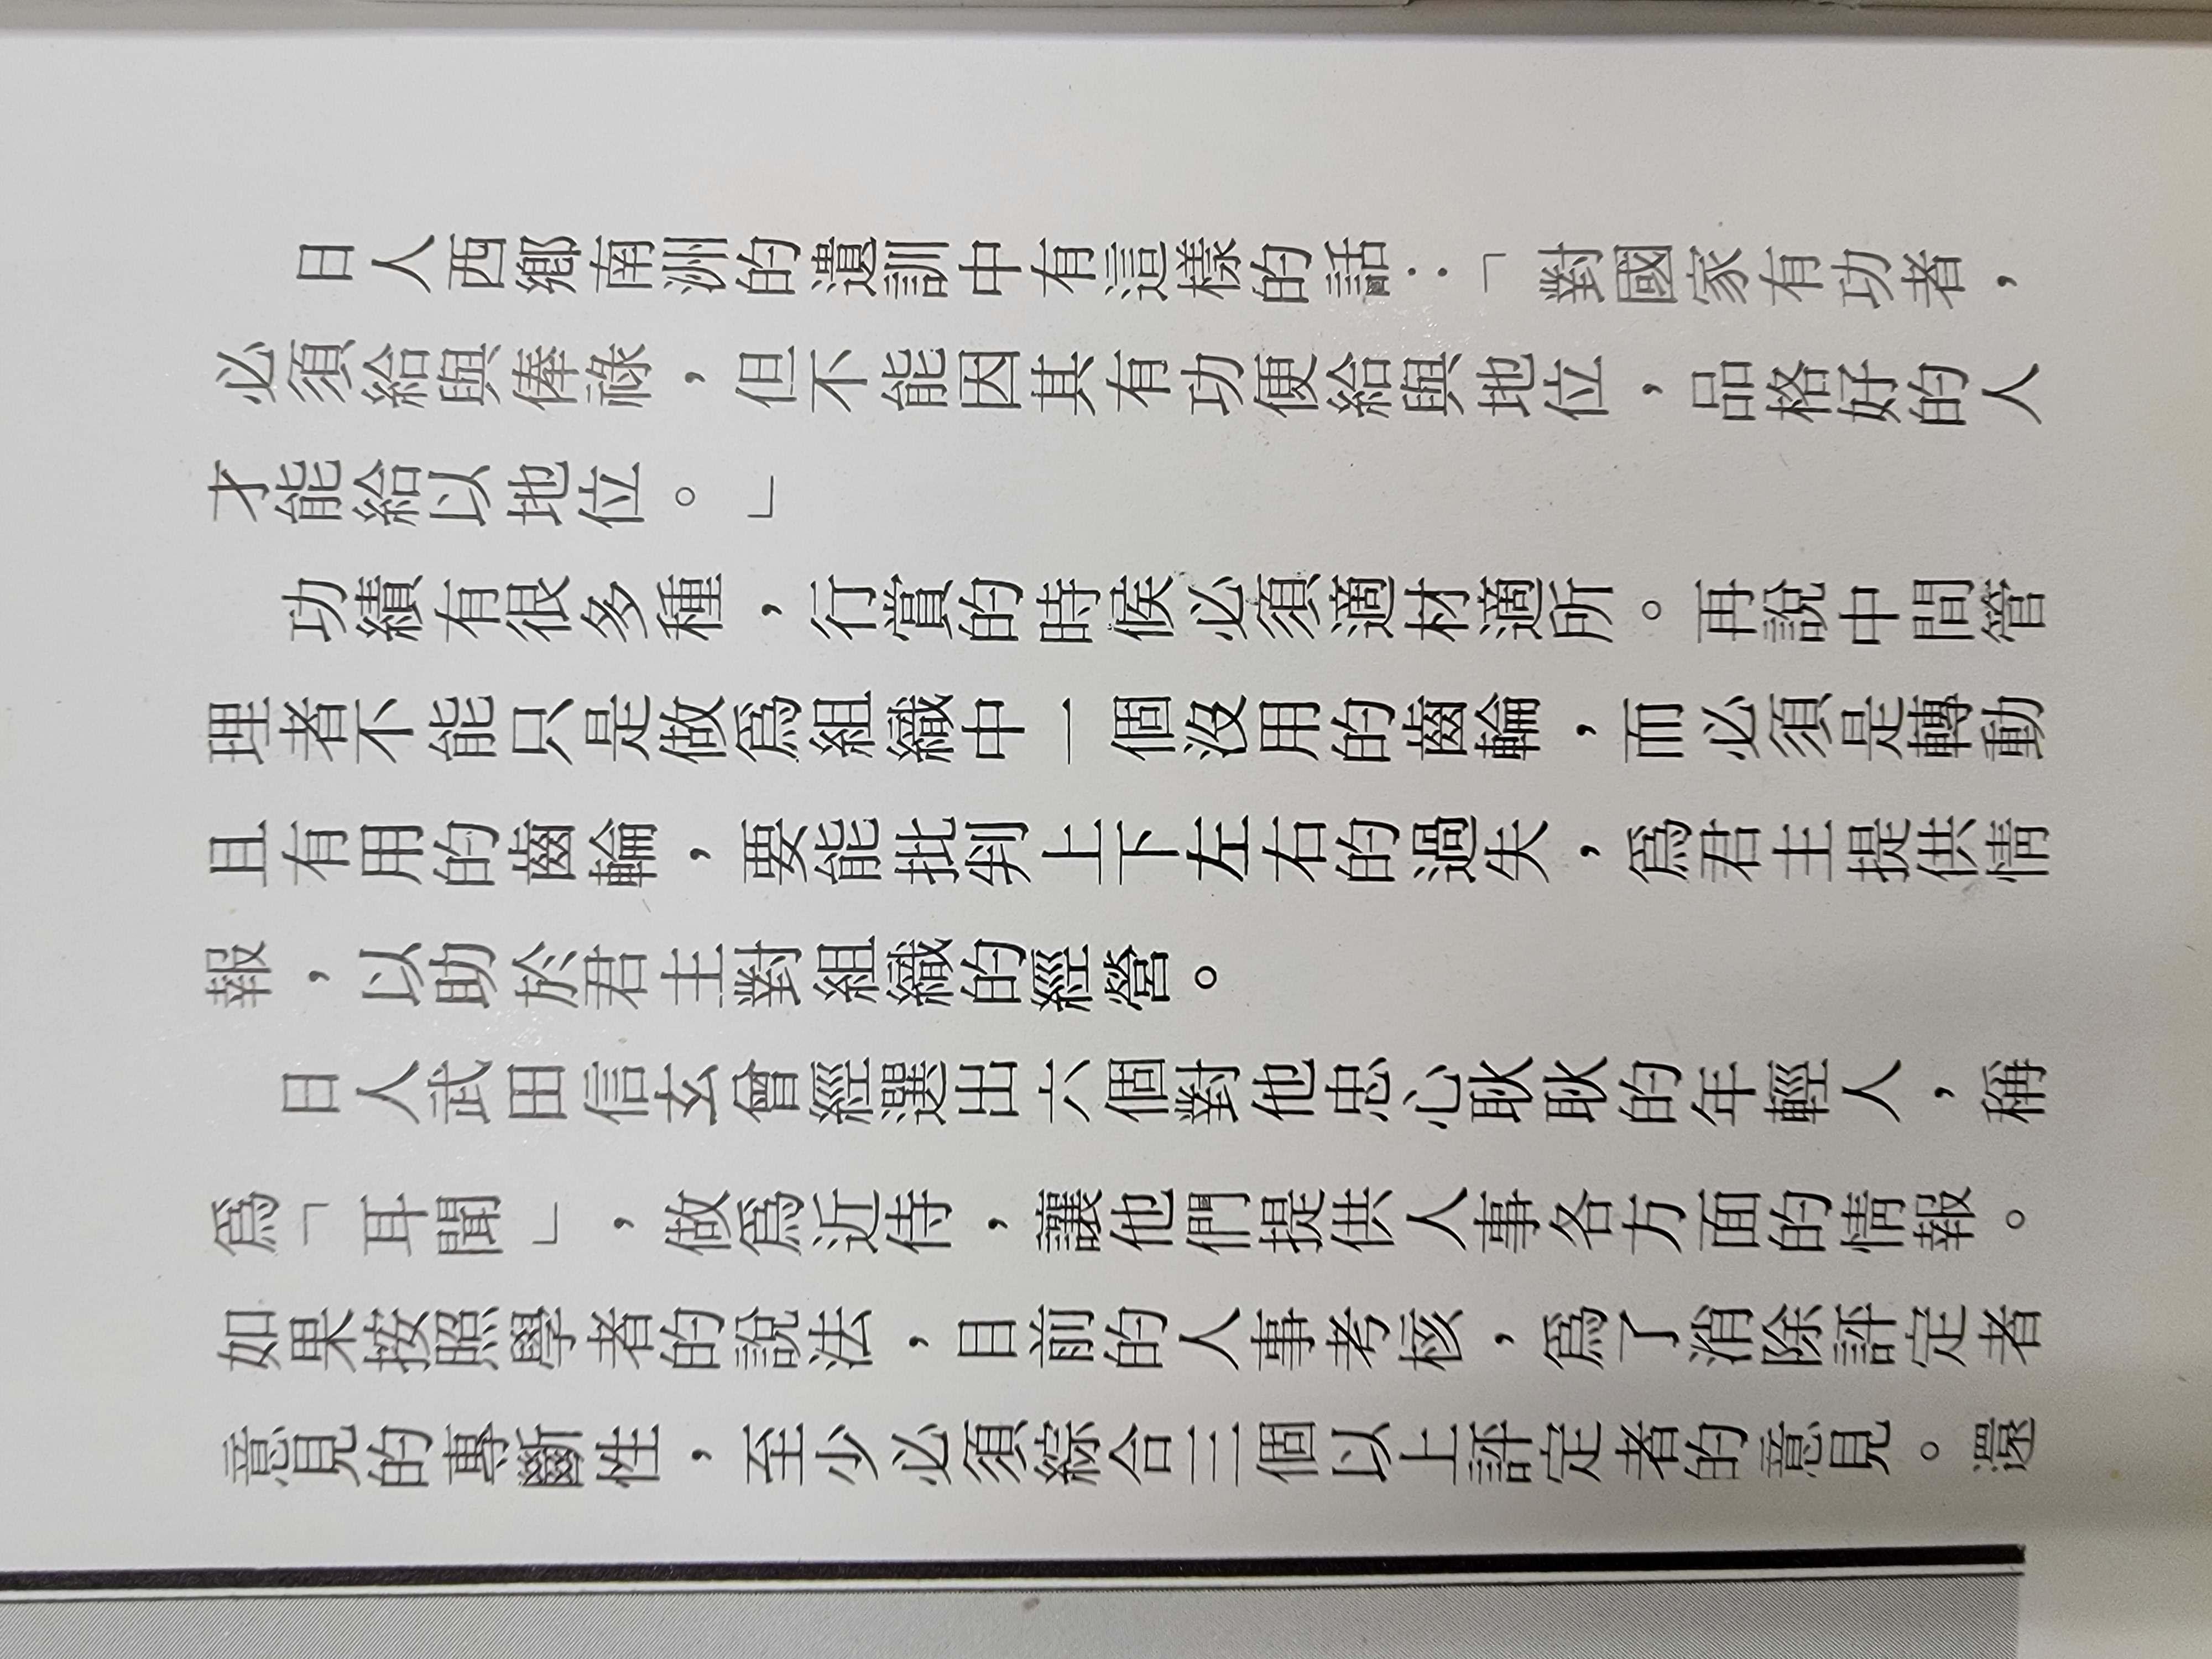 日人西鄉南洲的遺訓中有這樣的話：「對國家有功者，
必須給與俸祿，但不能因其有功便給與地位，品格好的人
才能給以地位。」
功績有很多種，行賞的時候必須適材適所。再說中間管
理者不能只是做爲組織中一個沒用的齒輪，而必須是轉動
且有用的齒輪，要能批判上下左右的過失，爲君主提供情
報，以助於君主對組織的經營。
日人武田信玄曾經選出六個對他忠心耿耿的年輕人，稱
爲「耳聞」，做爲近侍，讓他們提供人事各方面的情報。
如果按照學者的說法，目前的人事考核，爲了消除評定者
意見的專斷性，至少必須綜合三個以上評定者的意見。還